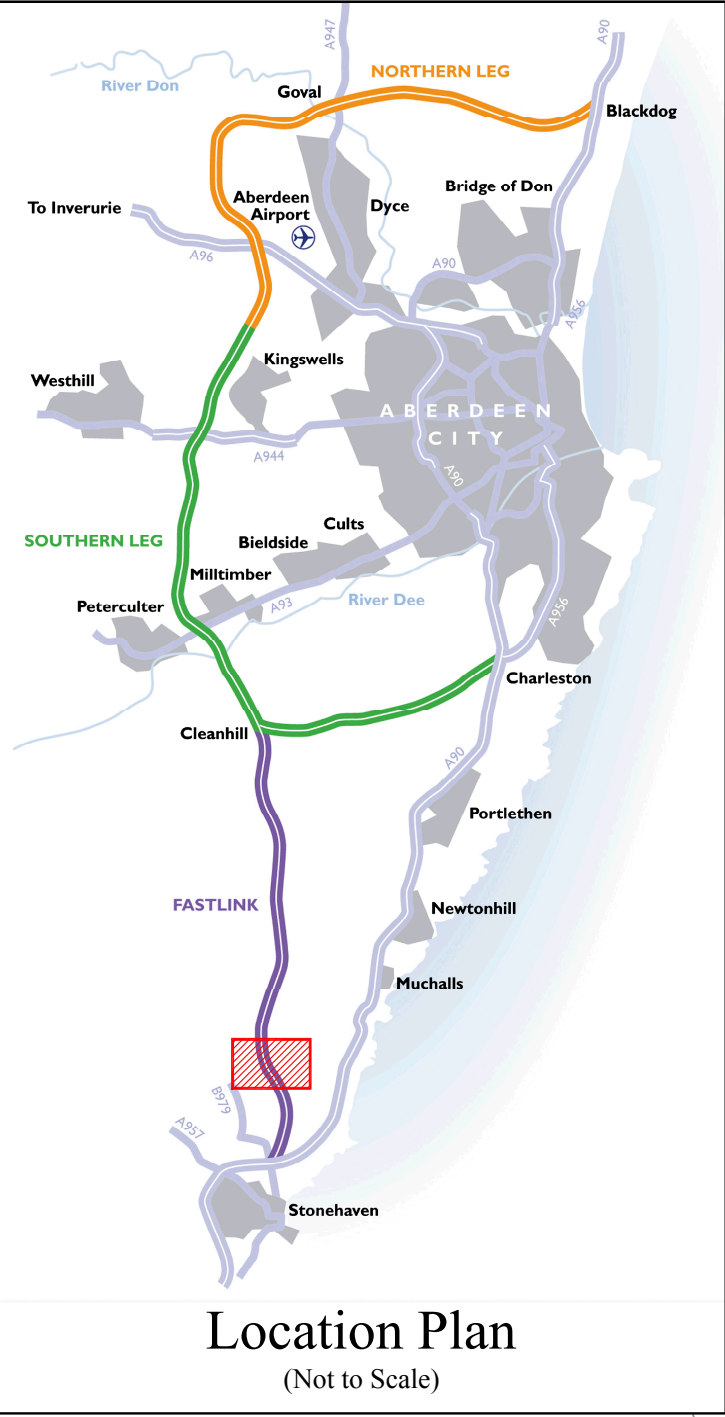 A947
A90
NORTHERN LEG
River Don
Goval
Blackdog
Bridge of Don
Aberdeen
Airport
To Inverurie
Dyce
A96
A90
A956
Kingswells
Westhill
ABERDEEN
CITY
A944
A90
Cults
SOUTHERN LEG
Bieldside
Milltimber
River Dee
A93
Peterculter
A956
Charleston
Cleanhill
A90
Portlethen
FASTLINK
Newtonhill
Muchalls
B979
A957
Stonehaven
Location Plan
(Not to Scale)